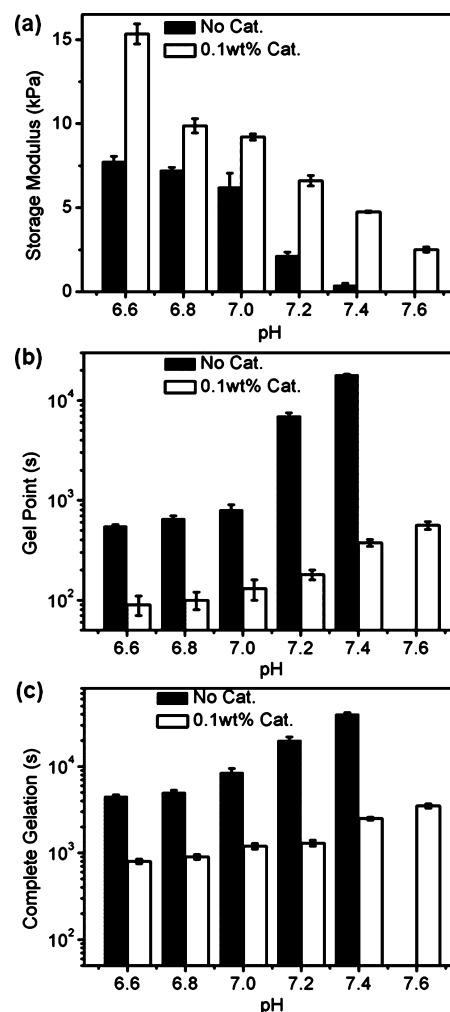 (a)
No Cat.
0.1wt% Cat.
Storage Modulus (kPa)
15
10
5
0
6.6 6.8 7.0 7.2 7.4 7.6
pH
(b)
No Cat.
0.1wt% Cat.
Gel Point (s)
10⁴
10³
10²
6.6 6.8 7.0 7.2 7.4 7.6
pH
(c)
No Cat.
0.1wt% Cat.
Complete Gelation (s)
10⁴
10³
10²
6.6 6.8 7.0 7.2 7.4 7.6
pH